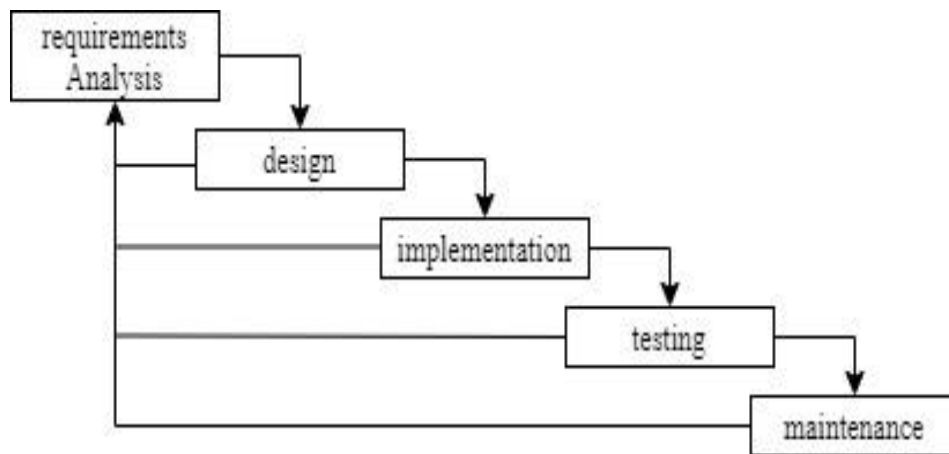 requirements
Analysis
design
implementation
testing
maintenance